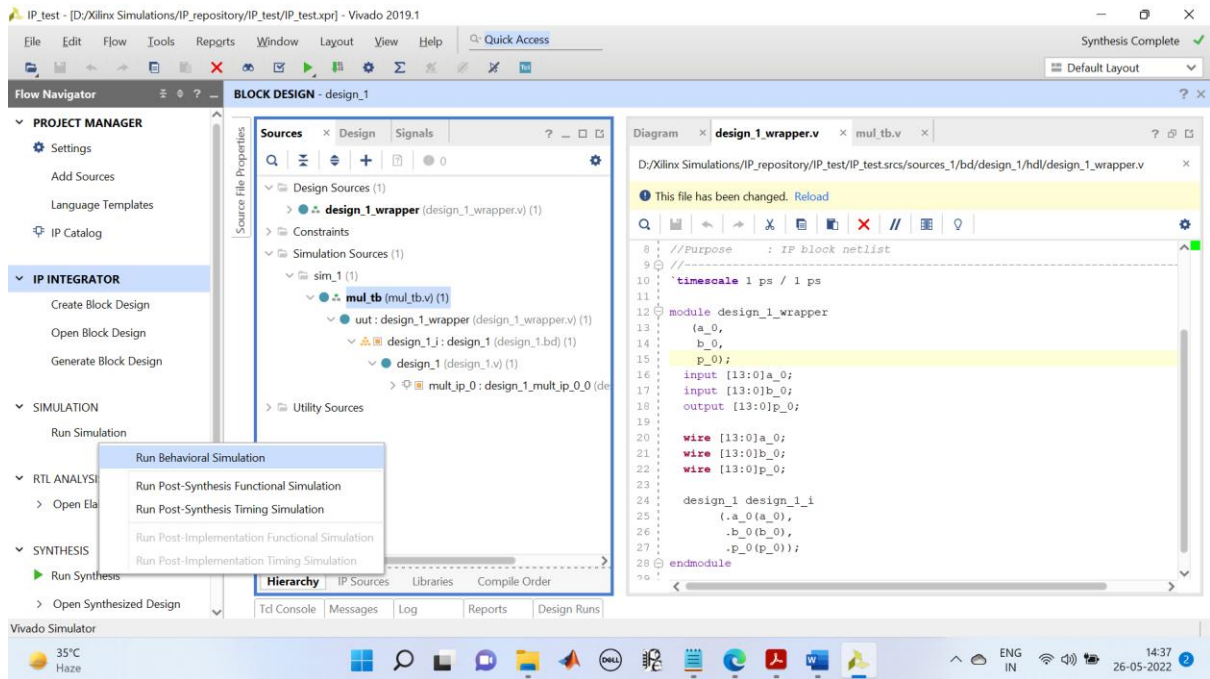 IP_test - [D:/Xilinx Simulations/IP_repository/IP_test/IP_test.xpr] - Vivado 2019.1
File Edit Flow Tools Reports Window Layout View Help Quick Access Synthesis Complete
Default Layout
Flow Navigator
PROJECT MANAGER
Settings
Add Sources
Language Templates
IP Catalog
IP INTEGRATOR
Create Block Design
Open Block Design
Generate Block Design
SIMULATION
Run Simulation
RTL ANALYSI
Open Ela
SYNTHESIS
Run Synthesis
Open Synthesized Design
Run Behavioral Simulation
Run Post-Synthesis Functional Simulation
Run Post-Synthesis Timing Simulation
Run Post-Implementation Functional Simulation
Run Post-Implementation Timing Simulation
BLOCK DESIGN - design_1
Source File Properties
Sources Design Signals
0
Design Sources (1)
design_1_wrapper (design_1_wrapper.v) (1)
Constraints
Simulation Sources (1)
sim_1 (1)
mul_tb (mul_tb.v) (1)
uut : design_1_wrapper (design_1_wrapper.v) (1)
design_1_i : design_1 (design_1.bd) (1)
design_1 (design_1.v) (1)
mult_ip_0 : design_1_mult_ip_0_0 (de
Utility Sources
Hierarchy IP Sources Libraries Compile Order
Tcl Console Messages Log Reports Design Runs
Diagram design_1_wrapper.v mul_tb.v
D:/Xilinx Simulations/IP_repository/IP_test/IP_test.srcs/sources_1/bd/design_1/hdl/design_1_wrapper.v
This file has been changed. Reload
8 //Purpose : IP block netlist
9 //--------------------------------------------------------------------------------
10 `timescale 1 ps / 1 ps
11
12 module design_1_wrapper
13 (a_0,
14 b_0,
15 p_0);
16 input [13:0]a_0;
17 input [13:0]b_0;
18 output [13:0]p_0;
19
20 wire [13:0]a_0;
21 wire [13:0]b_0;
22 wire [13:0]p_0;
23
24 design_1 design_1_i
25 (.a_0(a_0),
26 .b_0(b_0),
27 .p_0(p_0));
28 endmodule
29
Vivado Simulator
35°C
Haze
DELL
ENG
IN
14:37
26-05-2022
2